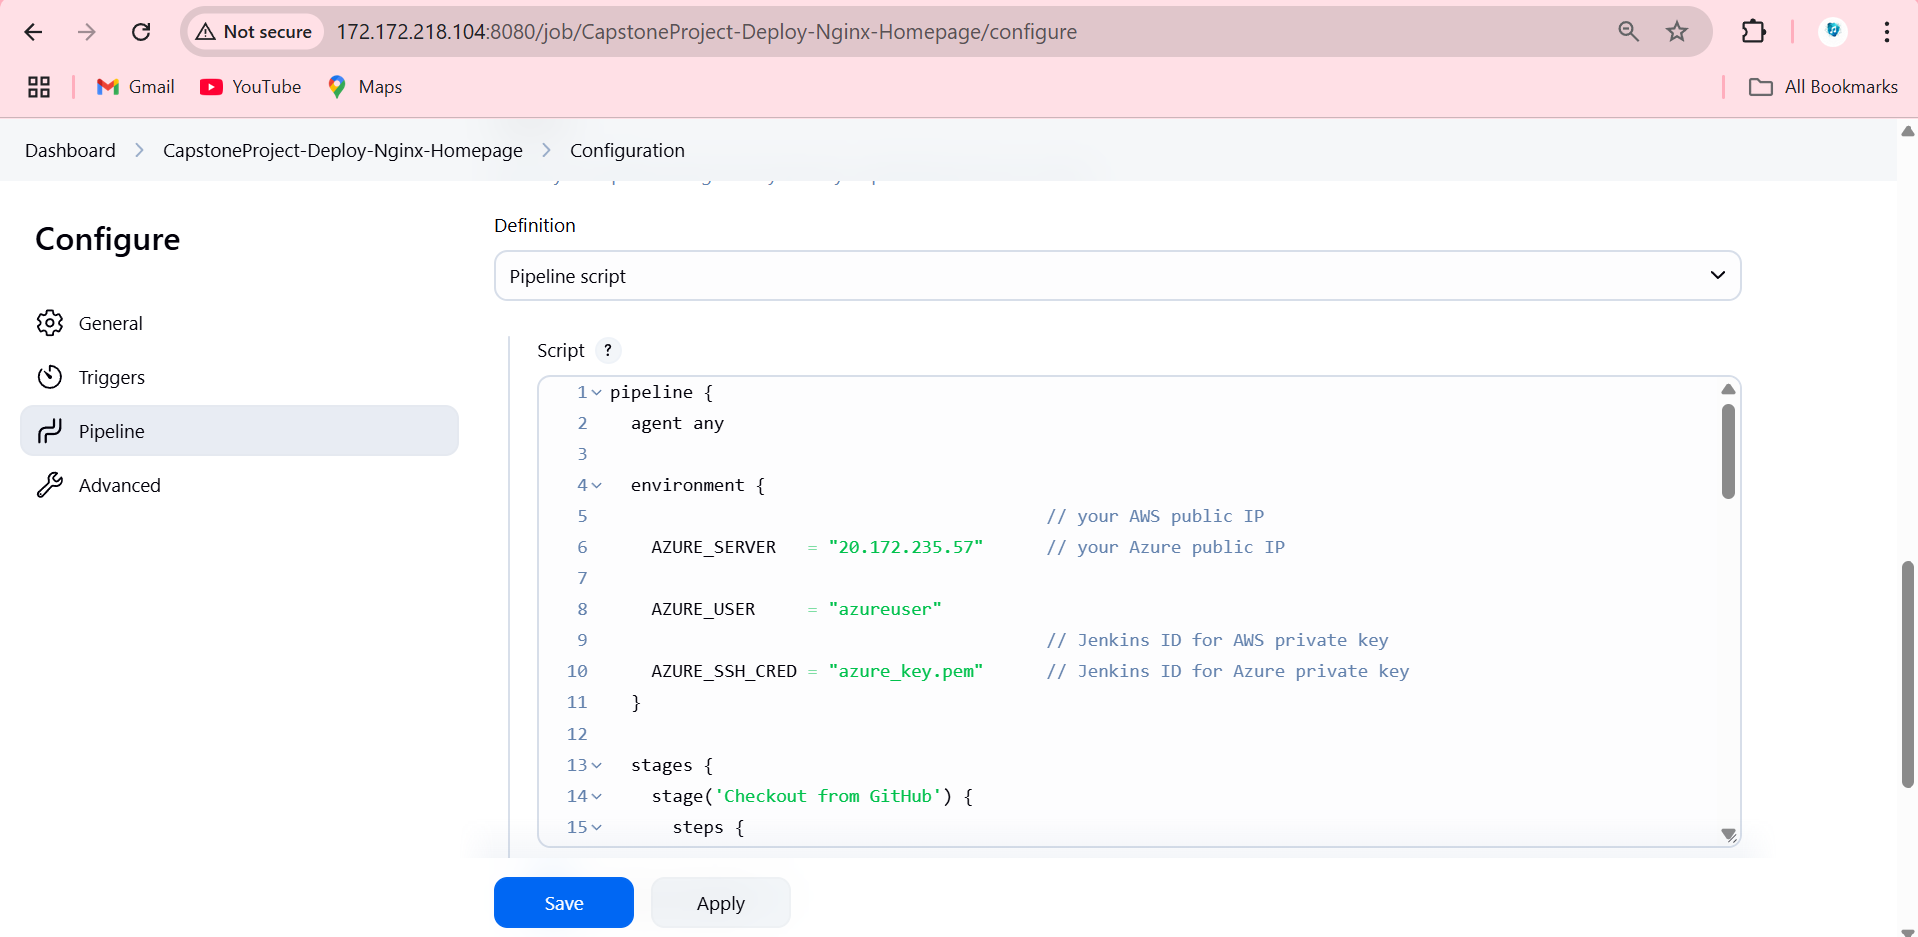 Not secure 172.172.218.104:8080/job/CapstoneProject-Deploy-Nginx-Homepage/configure
Gmail YouTube Maps All Bookmarks
Dashboard CapstoneProject-Deploy-Nginx-Homepage Configuration
Configure
General
Triggers
Pipeline
Advanced
Definition
Pipeline script
Script ?
1 pipeline {
2 agent any
3
4 environment {
5 // your AWS public IP
6 AZURE_SERVER = "20.172.235.57" // your Azure public IP
7
8 AZURE_USER = "azureuser"
9 // Jenkins ID for AWS private key
10 AZURE_SSH_CRED = "azure_key.pem" // Jenkins ID for Azure private key
11 }
12
13 stages {
14 stage('Checkout from GitHub') {
15 steps {
Save Apply